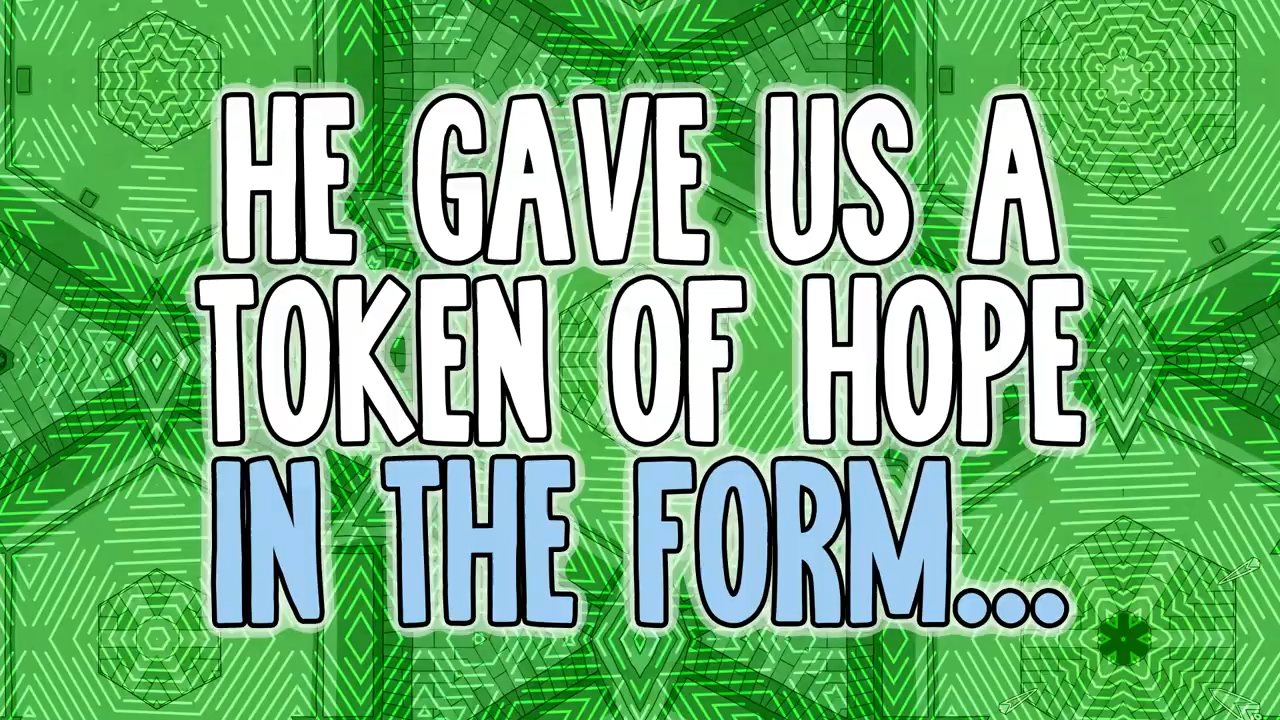 HE GAVE US A
TOKEN OF HOPE
IN THE FORM...